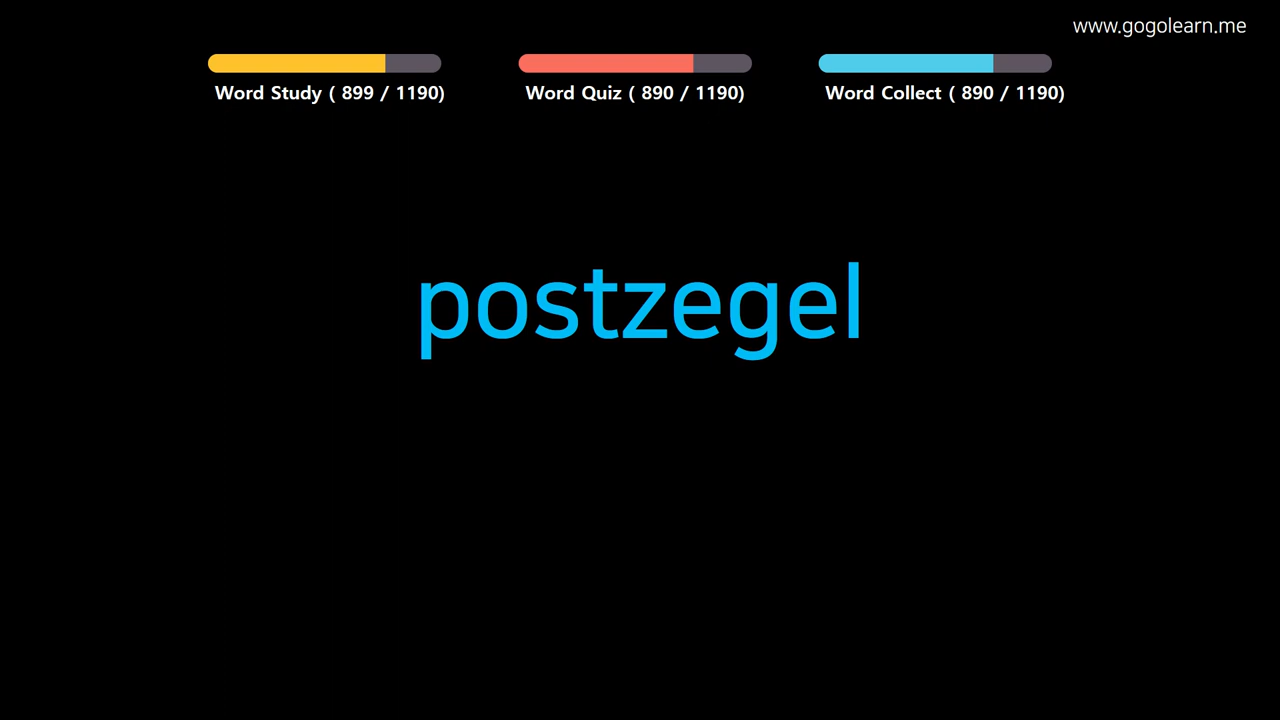 www.gogolearn.me
Word Study ( 899 / 1190)
Word Quiz ( 890 / 1190)
Word Collect ( 890 / 1190)
postzegel